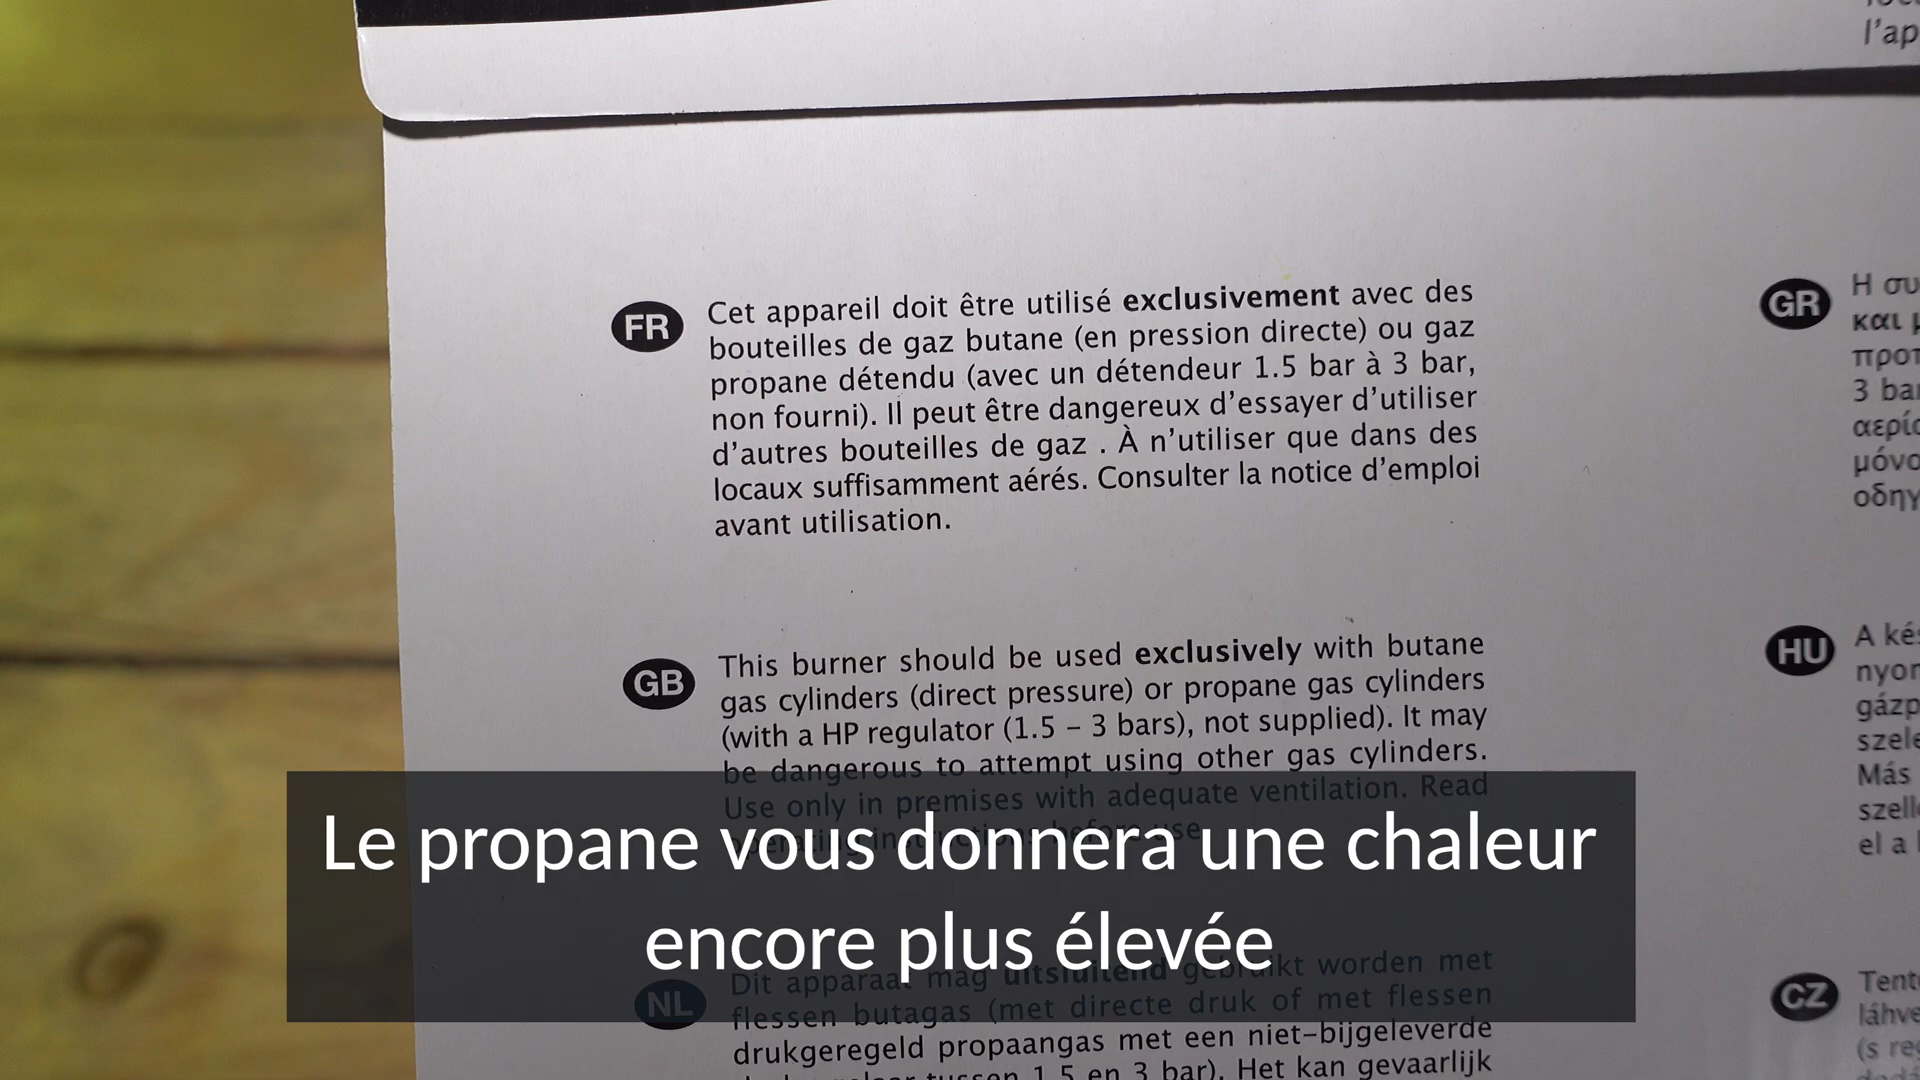 l'ap
FR
Cet appareil doit être utilisé exclusivement avec des
bouteilles de gaz butane (en pression directe) ou gaz
propane détendu (avec un détendeur 1.5 bar à 3 bar,
non fourni). Il peut être dangereux d'essayer d'utiliser
d'autres bouteilles de gaz . À n'utiliser que dans des
locaux suffisamment aérés. Consulter la notice d'emploi
avant utilisation.
GB
This burner should be used exclusively with butane
gas cylinders (direct pressure) or propane gas cylinders
(with a HP regulator (1.5 – 3 bars), not supplied). It may
be dangerous to attempt using other gas cylinders.
Use only in premises with adequate ventilation. Read
operating instructions before use
NL
Dit apparaat mag uitsluitend gebruikt worden met
flessen butagas (met directe druk of met flessen
drukgeregeld propaangas met een niet-bijgeleverde
tussen 1.5 en 3 bar). Het kan gevaarlijk
GR
Η συ
και
προτ
3 bar
αερίο
μόνο
οδηγ
HU
A kés
nyor
gázp
szele
Más
szell
el a
CZ
Tent
láhve
(s re
Le propane vous donnera une chaleur
encore plus élevée